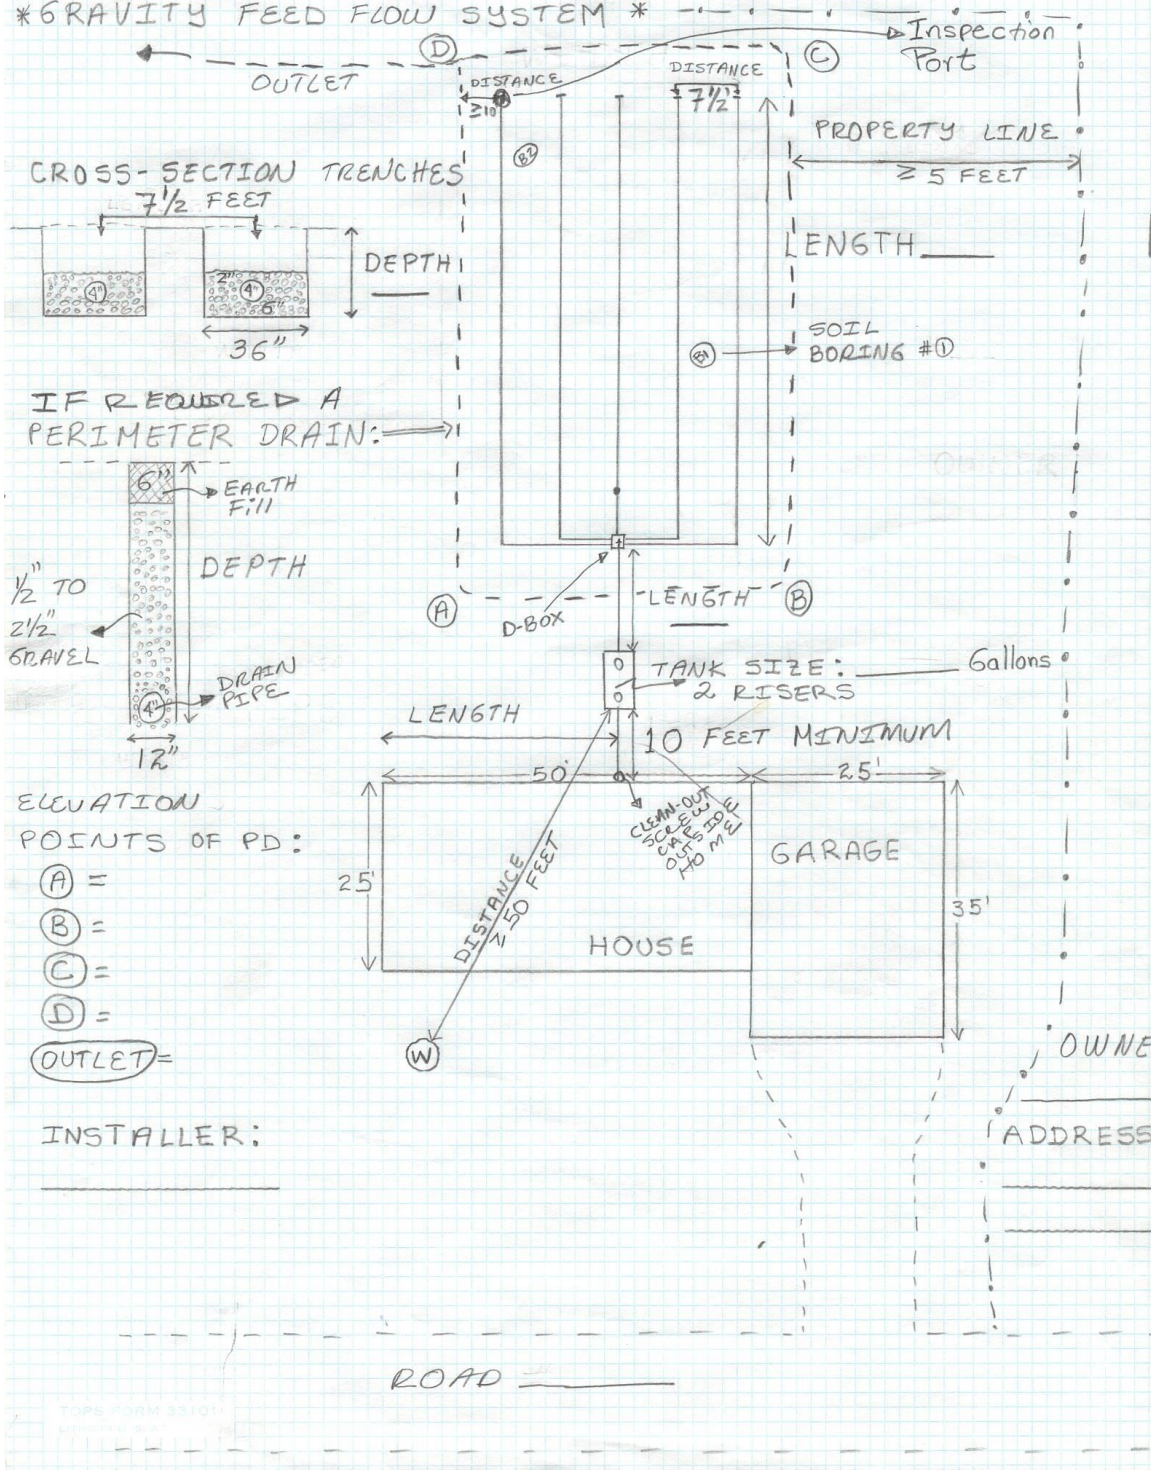 *GRAVITY FEED FLOW SYSTEM *
Inspection
Port
D
C
OUTLET
DISTANCE
≥10'
DISTANCE
7½'
B2
PROPERTY LINE
≥ 5 FEET
CROSS-SECTION TRENCHES
7½ FEET
DEPTH
4"
2"
4"
6"
36"
LENGTH
B1
SOIL
BORING #①
IF REQUIRED A
PERIMETER DRAIN:
6"
EARTH
Fill
DEPTH
½" TO
2½"
GRAVEL
DRAIN
PIPE
4"
12"
A
B
D-BOX
LENGTH
TANK SIZE: Gallons
2 RISERS
LENGTH
10 FEET MINIMUM
50'
25'
CLEAN-OUT
SCREW
CAP
OUTSIDE
HOME
25'
GARAGE
35'
DISTANCE
≥ 50 FEET
HOUSE
W
ELEVATION
POINTS OF PD:
A =
B =
C =
D =
OUTLET =
INSTALLER:
OWNE
ADDRESS
ROAD
TOPS FORM 33101